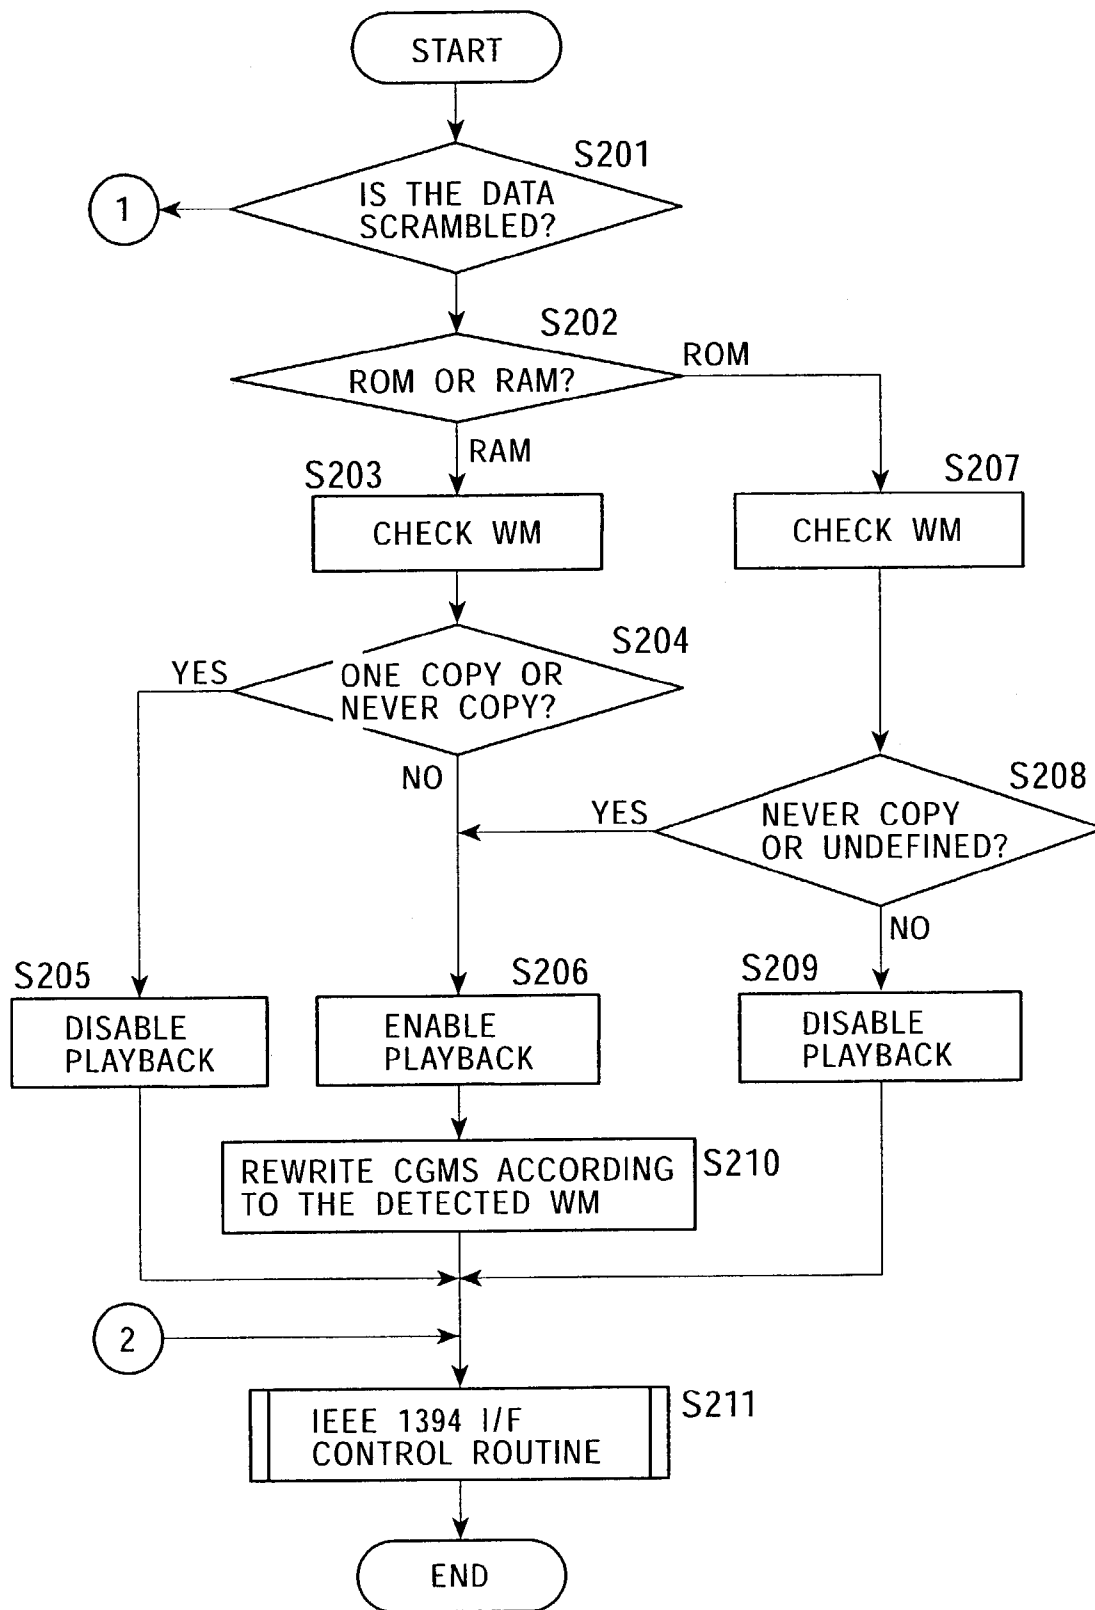 START
S201
IS THE DATA
SCRAMBLED?
1
S202
ROM OR RAM?
ROM
RAM
S203
CHECK WM
S207
CHECK WM
S204
YES
ONE COPY OR
NEVER COPY?
NO
S208
YES
NEVER COPY
OR UNDEFINED?
NO
S205
DISABLE
PLAYBACK
S206
ENABLE
PLAYBACK
S209
DISABLE
PLAYBACK
REWRITE CGMS ACCORDING
TO THE DETECTED WM
S210
2
IEEE 1394 I/F
CONTROL ROUTINE
S211
END